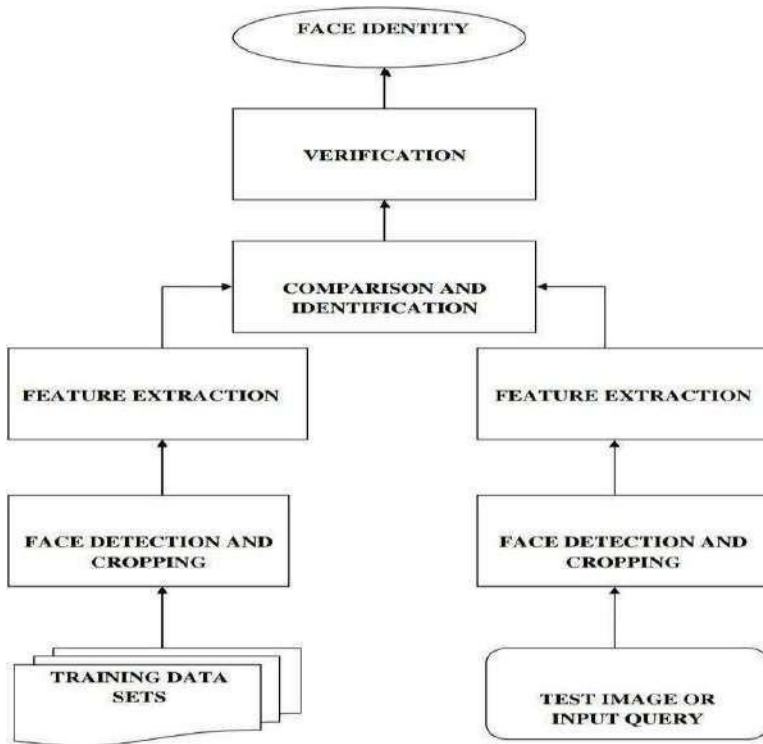 FACE IDENTITY
VERIFICATION
COMPARISON AND
IDENTIFICATION
FEATURE EXTRACTION
FEATURE EXTRACTION
FACE DETECTION AND
CROPPING
FACE DETECTION AND
CROPPING
TRAINING DATA
SETS
TEST IMAGE OR
INPUT QUERY